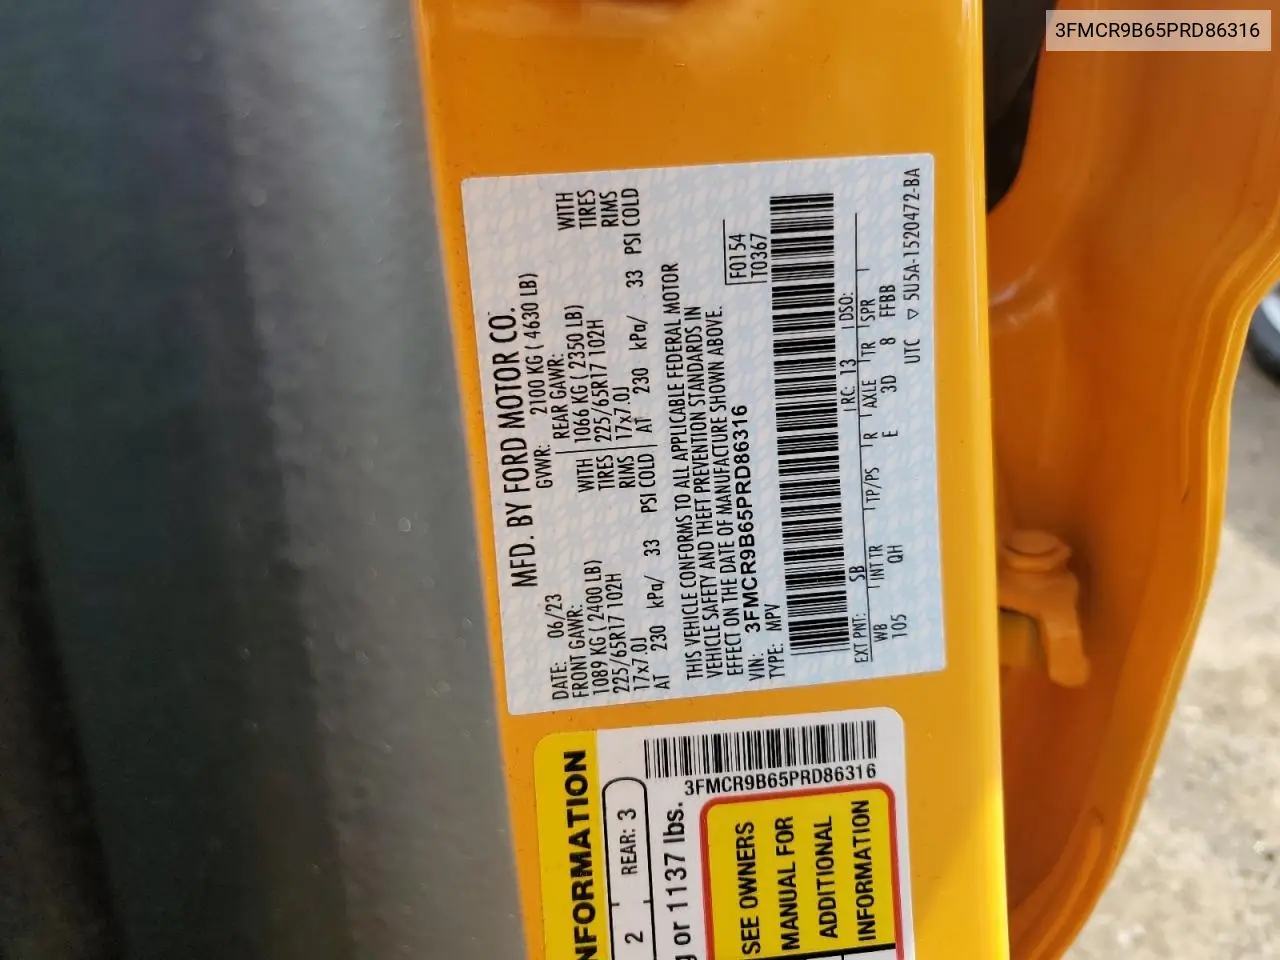 3FMCR9B65PRD86316
MFD. BY FORD MOTOR CO.
DATE: 06/23 GVWR: 2100 KG ( 4630 LB)
FRONT GAWR: REAR GAWR:
1089 KG ( 2400 LB) WITH 1066 KG ( 2350 LB) WITH
225/65R17 102H TIRES 225/65R17 102H TIRES
17x7.0J RIMS 17x7.0J RIMS
AT 230 kPa/ 33 PSI COLD AT 230 kPa/ 33 PSI COLD
THIS VEHICLE CONFORMS TO ALL APPLICABLE FEDERAL MOTOR
VEHICLE SAFETY AND THEFT PREVENTION STANDARDS IN
EFFECT ON THE DATE OF MANUFACTURE SHOWN ABOVE.
VIN: 3FMCR9B65PRD86316 F0154
TYPE: MPV T0367
EXT PNT: SB RC: 13 DSO:
WB INT TR TP/PS R AXLE TR SPR
105 QH E 3D 8 FFBB
UTC ▽ 5U5A-1520472-BA
NFORMATION
2 REAR: 3
3FMCR9B65PRD86316
g or 1137 lbs.
SEE OWNERS
MANUAL FOR
ADDITIONAL
INFORMATION